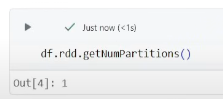 Just now (<1s)
df.rdd.getNumPartitions()
Out[4]: 1